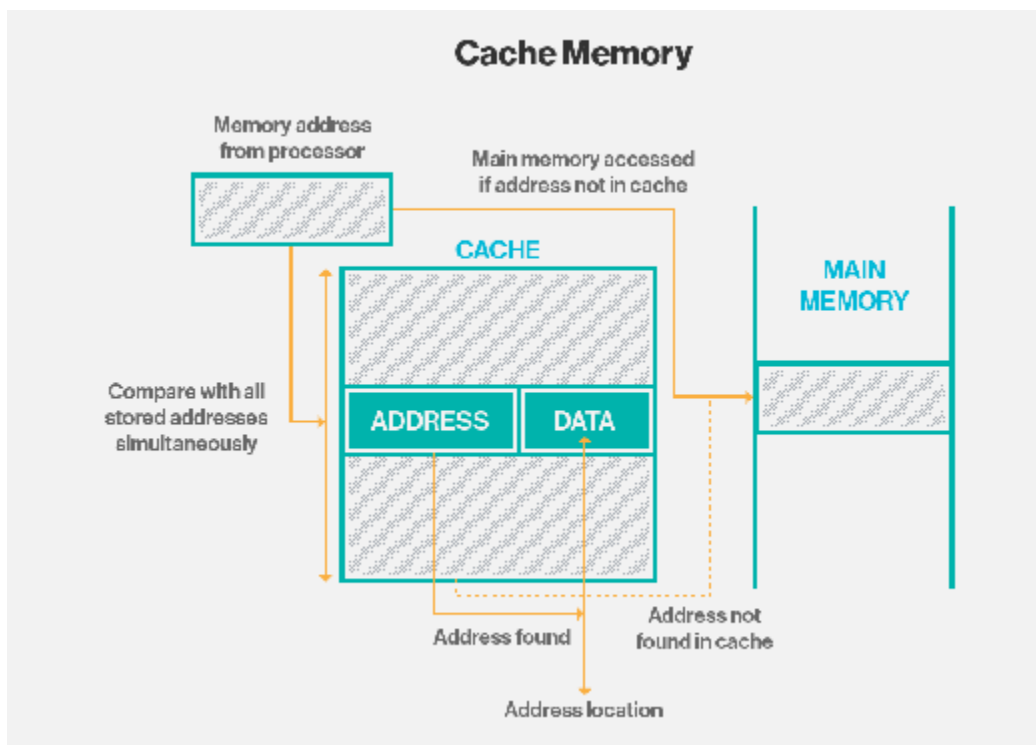 Cache Memory
Memory address
from processor
Main memory accessed
if address not in cache
CACHE
MAIN
MEMORY
Compare with all
stored addresses
simultaneously
ADDRESS
DATA
Address found
Address not
found in cache
Address location